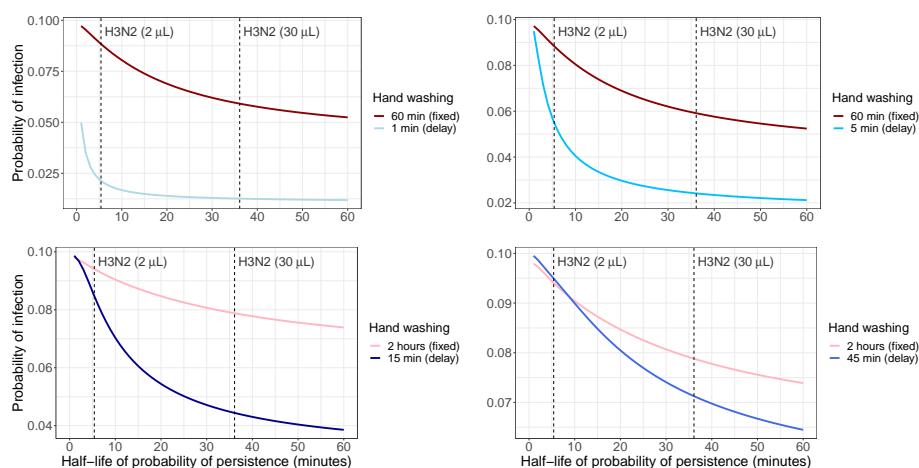 Probability of infection
0.100
0.075
0.050
0.025
H3N2 (2 μL)
H3N2 (30 μL)
0 10 20 30 40 50 60
Hand washing
60 min (fixed)
1 min (delay)
0.10
0.08
0.06
0.04
0.02
H3N2 (2 μL)
H3N2 (30 μL)
0 10 20 30 40 50 60
Hand washing
60 min (fixed)
5 min (delay)
Probability of infection
0.10
0.08
0.06
0.04
H3N2 (2 μL)
H3N2 (30 μL)
0 10 20 30 40 50 60
Half−life of probability of persistence (minutes)
Hand washing
2 hours (fixed)
15 min (delay)
0.10
0.09
0.08
0.07
H3N2 (2 μL)
H3N2 (30 μL)
0 10 20 30 40 50 60
Half−life of probability of persistence (minutes)
Hand washing
2 hours (fixed)
45 min (delay)